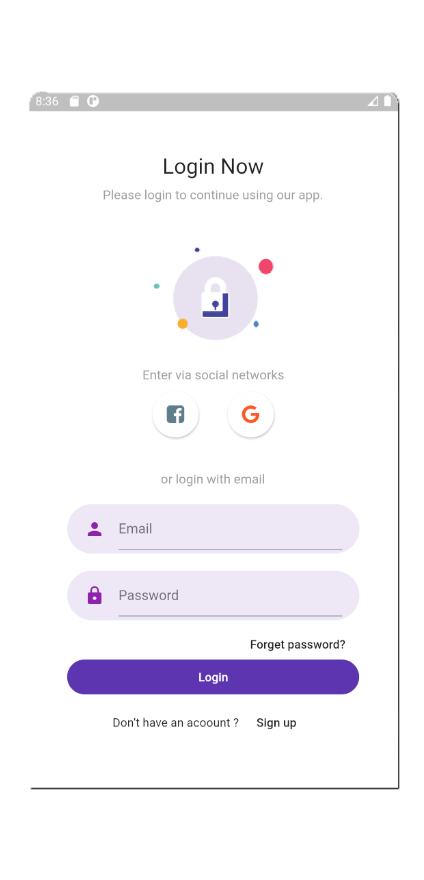 8:36
Login Now
Please login to continue using our app.
Enter via social networks
or login with email
Email
Password
Forget password?
Login
Don't have an acoount ? Sign up